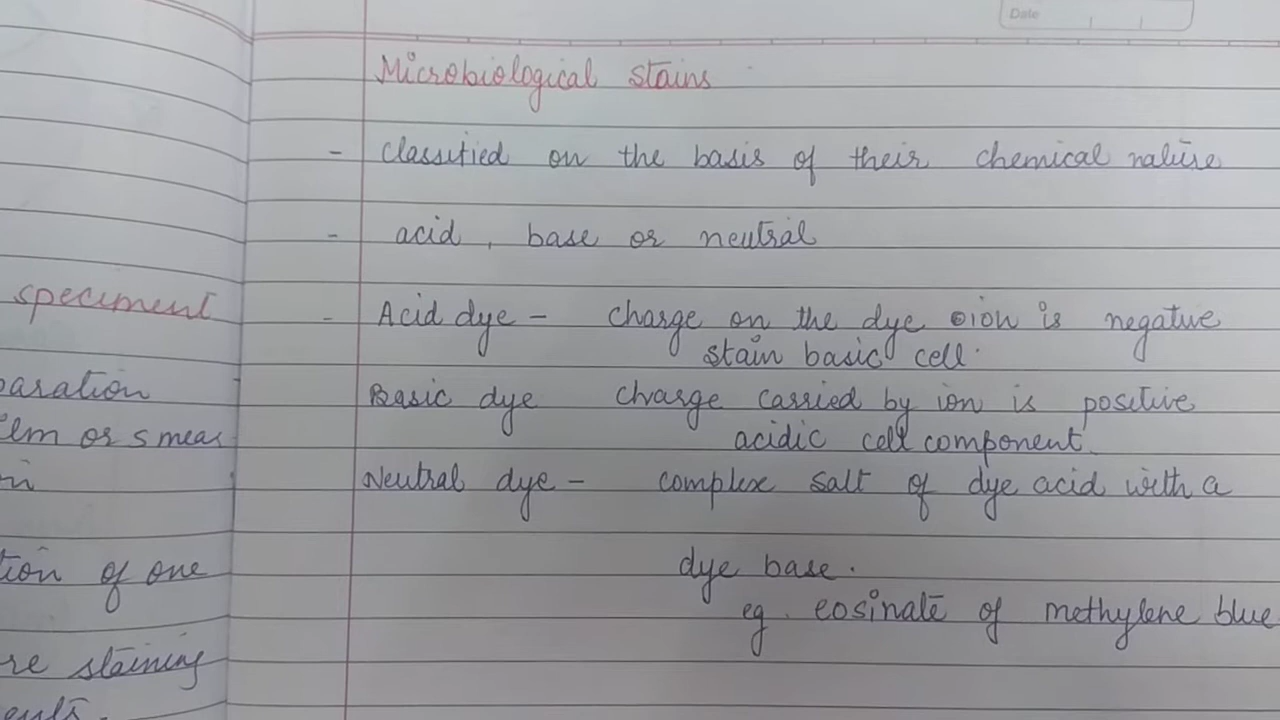 Date
Microbiological stains
- classified on the basis of their chemical nature
- acid, base or neutral
- Acid dye - charge on the dye ion is negative
stain basic cell.
Basic dye charge carried by ion is positive
acidic cell component.
Neutral dye - complex salt of dye acid with a
dye base.
eg. eosinate of methylene blue
speciment
paration
ilm or smear
tion of one
re staining